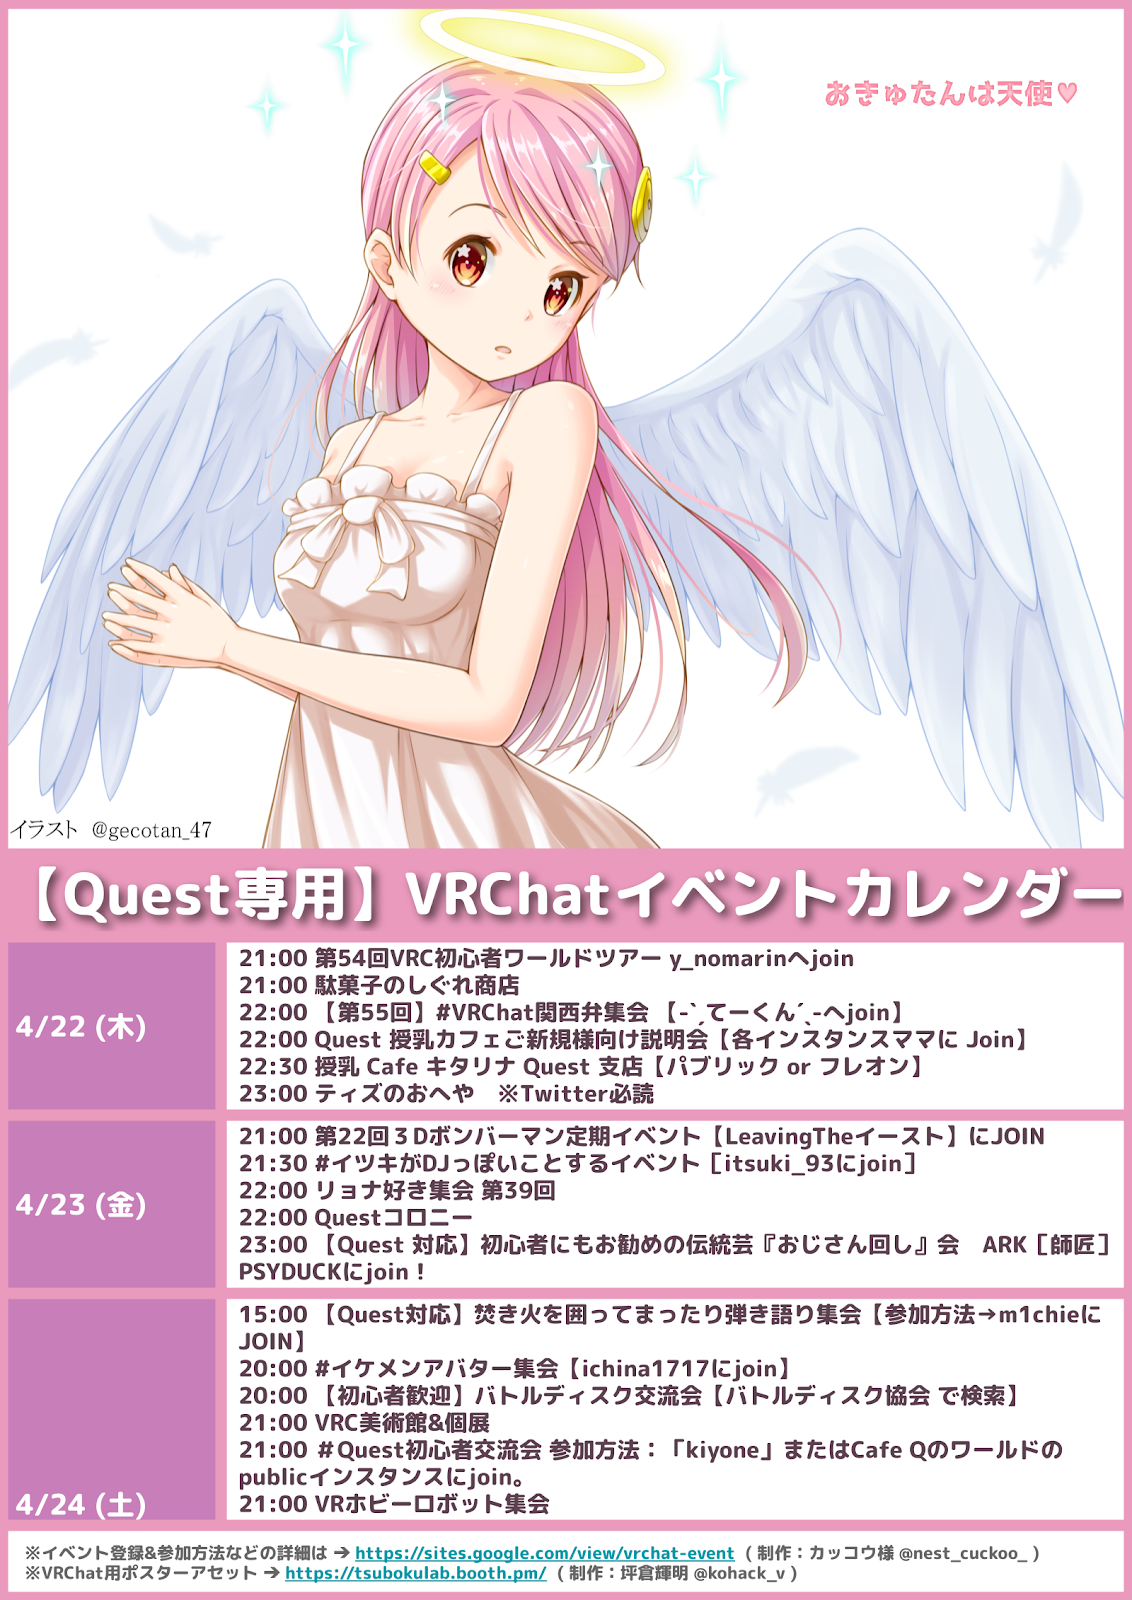 おきゅたんは天使♥
イラスト @gecotan_47
【Quest専用】VRChatイベントカレンダー
4/22 (木)
21:00 第54回VRC初心者ワールドツアー y_nomarinへjoin
21:00 駄菓子のしぐれ商店
22:00 【第55回】#VRChat関西弁集会 【-ˋˏてーくんˊˎ-へjoin】
22:00 Quest 授乳カフェご新規様向け説明会【各インスタンスママに Join】
22:30 授乳 Cafe キタリナ Quest 支店【パブリック or フレオン】
23:00 ティズのおへや　※Twitter必読
4/23 (金)
21:00 第22回３Dボンバーマン定期イベント【LeavingTheイースト】にJOIN
21:30 #イツキがDJっぽいことするイベント［itsuki_93にjoin］
22:00 リョナ好き集会 第39回
22:00 Questコロニー
23:00 【Quest 対応】初心者にもお勧めの伝統芸『おじさん回し』会　ARK［師匠］
PSYDUCKにjoin！
4/24 (土)
15:00 【Quest対応】焚き火を囲ってまったり弾き語り集会【参加方法→m1chieに
JOIN】
20:00 #イケメンアバター集会【ichina1717にjoin】
20:00 【初心者歓迎】バトルディスク交流会【バトルディスク協会 で検索】
21:00 VRC美術館&個展
21:00 ＃Quest初心者交流会 参加方法：「kiyone」またはCafe Qのワールドの
publicインスタンスにjoin。
21:00 VRホビーロボット集会
※イベント登録&参加方法などの詳細は → https://sites.google.com/view/vrchat-event （ 制作：カッコウ様 @nest_cuckoo_ ）
※VRChat用ポスターアセット → https://tsubokulab.booth.pm/ （ 制作：坪倉輝明 @kohack_v ）